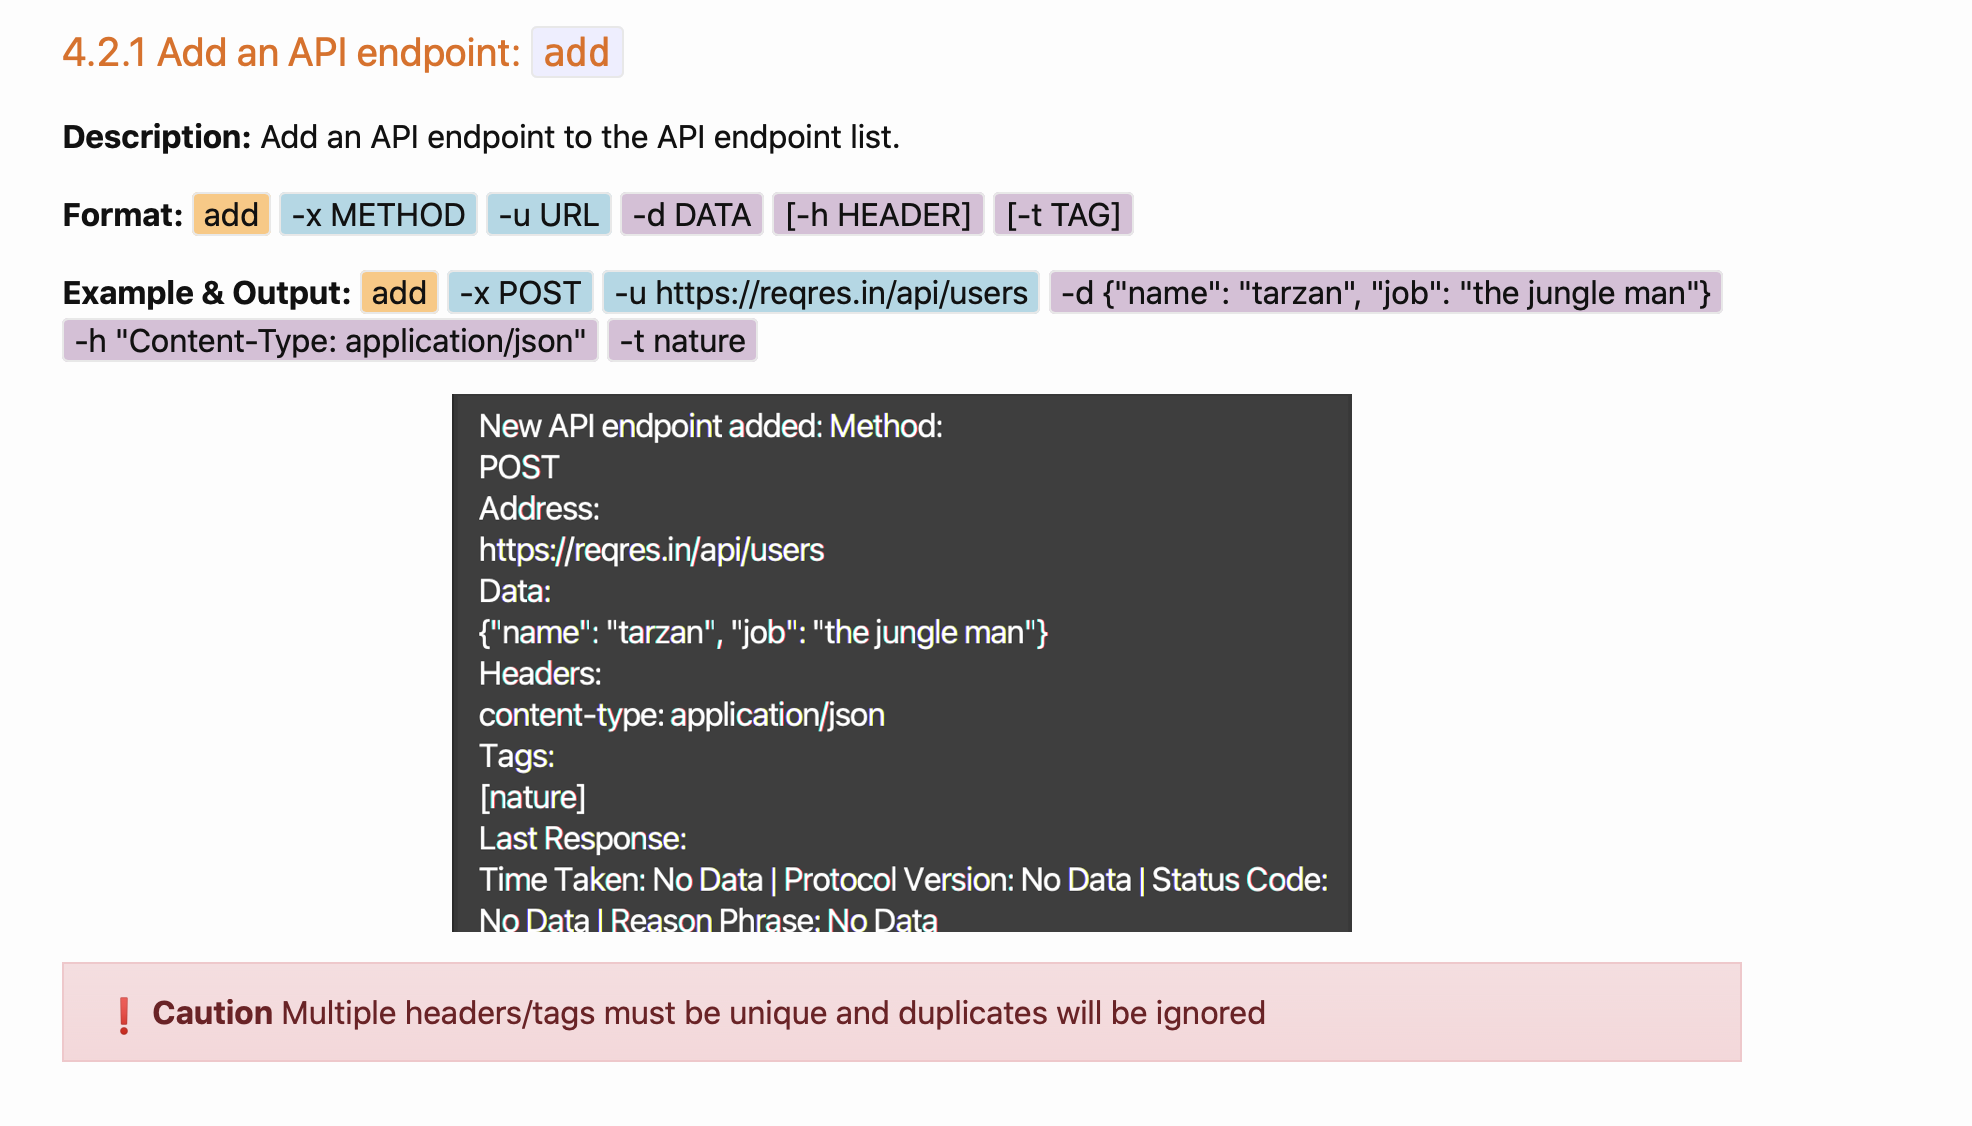 4.2.1 Add an API endpoint: add
Description: Add an API endpoint to the API endpoint list.
Format: add -x METHOD -u URL -d DATA [-h HEADER] [-t TAG]
Example & Output: add -x POST -u https://reqres.in/api/users -d {"name": "tarzan", "job": "the jungle man"}
-h "Content-Type: application/json" -t nature
New API endpoint added: Method:
POST
Address:
https://reqres.in/api/users
Data:
{"name": "tarzan", "job": "the jungle man"}
Headers:
content-type: application/json
Tags:
[nature]
Last Response:
Time Taken: No Data | Protocol Version: No Data | Status Code:
No Data | Reason Phrase: No Data
❗ Caution Multiple headers/tags must be unique and duplicates will be ignored